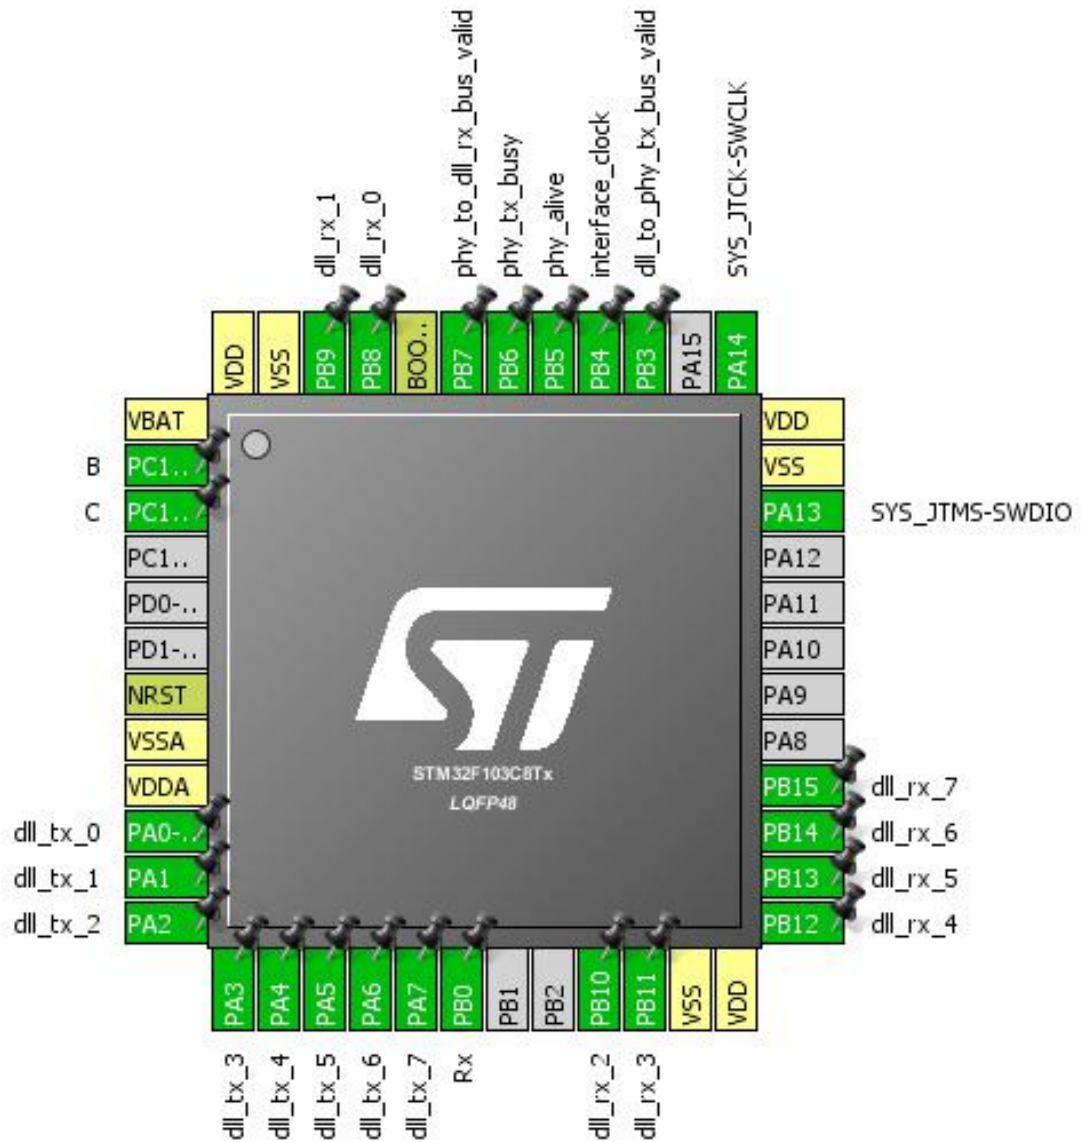 dll_rx_1
dll_rx_0
phy_to_dll_rx_bus_valid
phy_tx_busy
phy_alive
interface_clock
dll_to_phy_tx_bus_valid
SYS_JTCK-SWCLK
VDD
VSS
PB9
PB8
BOO..
PB7
PB6
PB5
PB4
PB3
PA15
PA14
VBAT
B PC1..
C PC1..
PC1..
PD0-..
PD1-..
NRST
VSSA
VDDA
dll_tx_0 PA0-..
dll_tx_1 PA1
dll_tx_2 PA2
VDD
VSS
PA13 SYS_JTMS-SWDIO
PA12
PA11
PA10
PA9
PA8
PB15 dll_rx_7
PB14 dll_rx_6
PB13 dll_rx_5
PB12 dll_rx_4
ST
STM32F103C8Tx
LQFP48
PA3
PA4
PA5
PA6
PA7
PB0
PB1
PB2
PB10
PB11
VSS
VDD
dll_tx_3
dll_tx_4
dll_tx_5
dll_tx_6
dll_tx_7
Rx
dll_rx_2
dll_rx_3